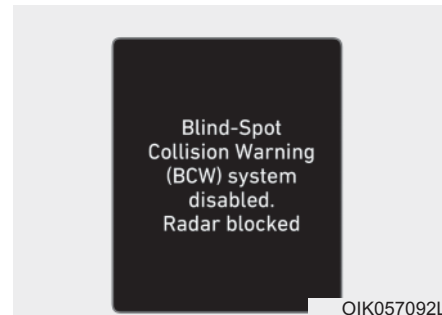 Blind-Spot
Collision Warning
(BCW) system
disabled.
Radar blocked
OIK057092L